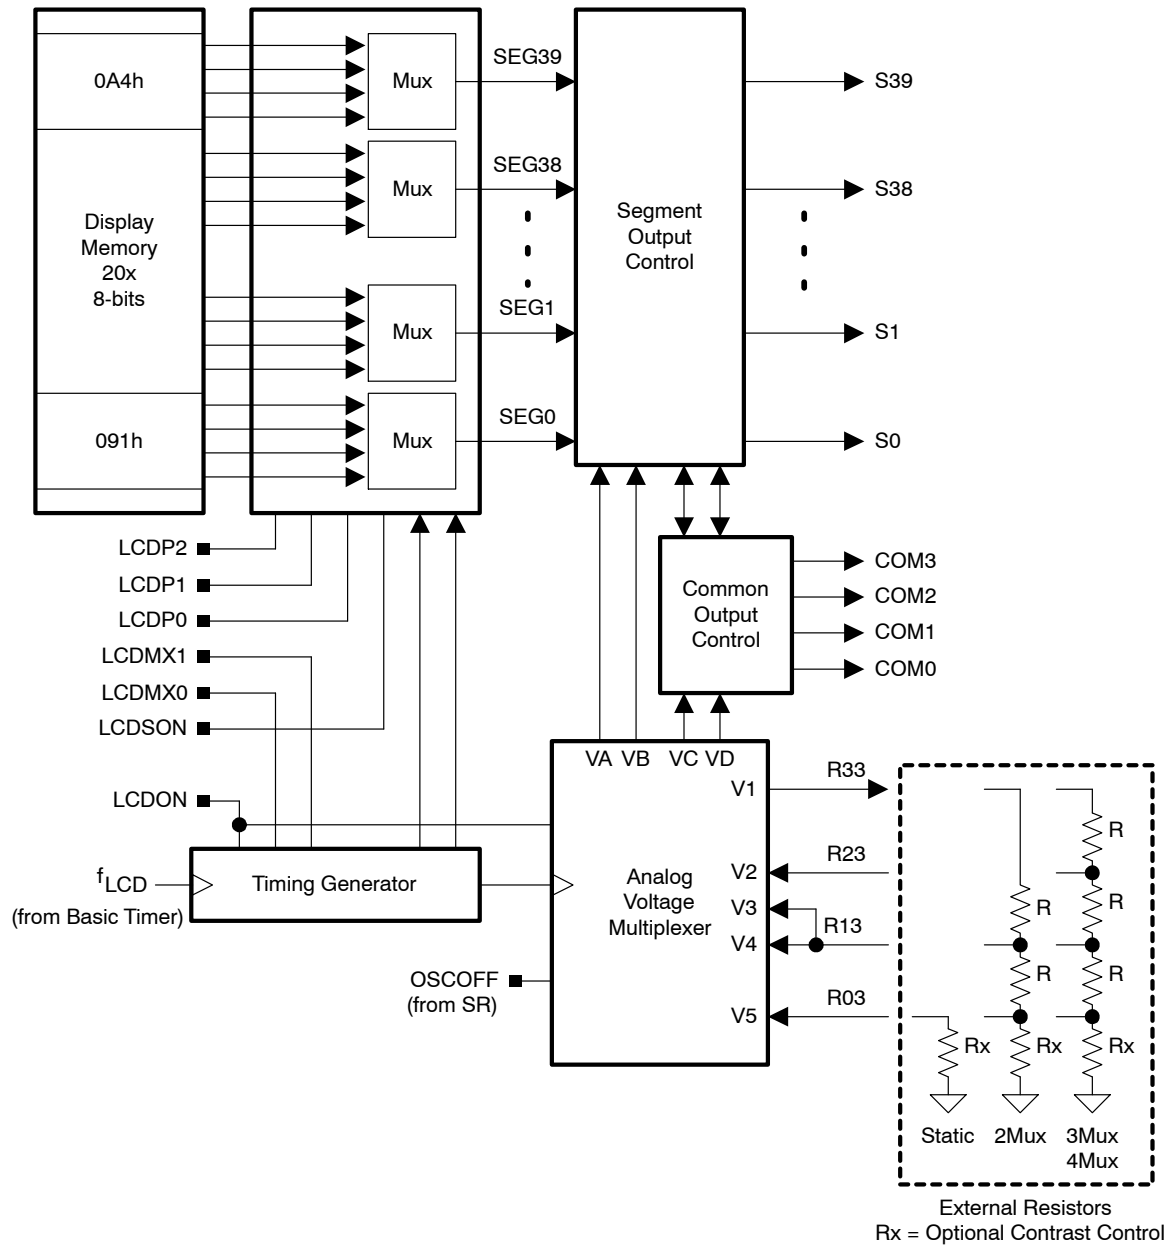 0A4h
Display
Memory
20x
8-bits
091h
Mux
Mux
Mux
Mux
SEG39
SEG38
SEG1
SEG0
Segment
Output
Control
S39
S38
S1
S0
LCDP2
LCDP1
LCDP0
LCDMX1
LCDMX0
LCDSON
LCDON
fLCD
(from Basic Timer)
Timing Generator
OSCOFF
(from SR)
Common
Output
Control
COM3
COM2
COM1
COM0
VA VB VC VD
V1
V2
V3
V4
V5
Analog
Voltage
Multiplexer
R33
R23
R13
R03
R
R
R
R
R
Rx
Rx
Rx
Static
2Mux
3Mux
4Mux
External Resistors
Rx = Optional Contrast Control